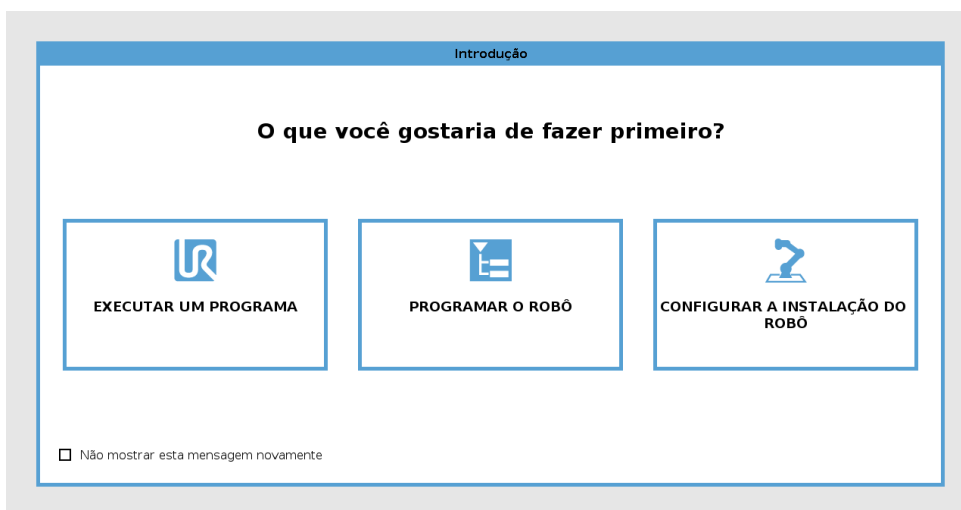 Introdução
O que você gostaria de fazer primeiro?
UR
EXECUTAR UM PROGRAMA
PROGRAMAR O ROBÔ
CONFIGURAR A INSTALAÇÃO DO
ROBÔ
Não mostrar esta mensagem novamente